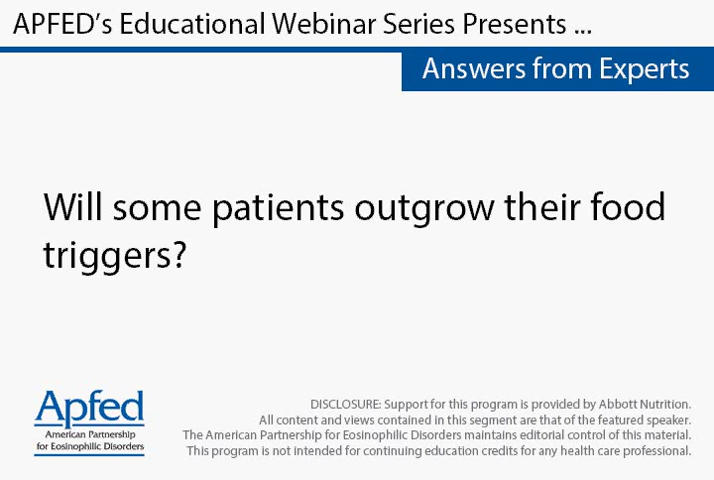 APFED's Educational Webinar Series Presents ...
Answers from Experts
Will some patients outgrow their food
triggers?
Apfed
American Partnership
for Eosinophilic Disorders
DISCLOSURE: Support for this program is provided by Abbott Nutrition.
All content and views contained in this segment are that of the featured speaker.
The American Partnership for Eosinophilic Disorders maintains editorial control of this material.
This program is not intended for continuing education credits for any health care professional.